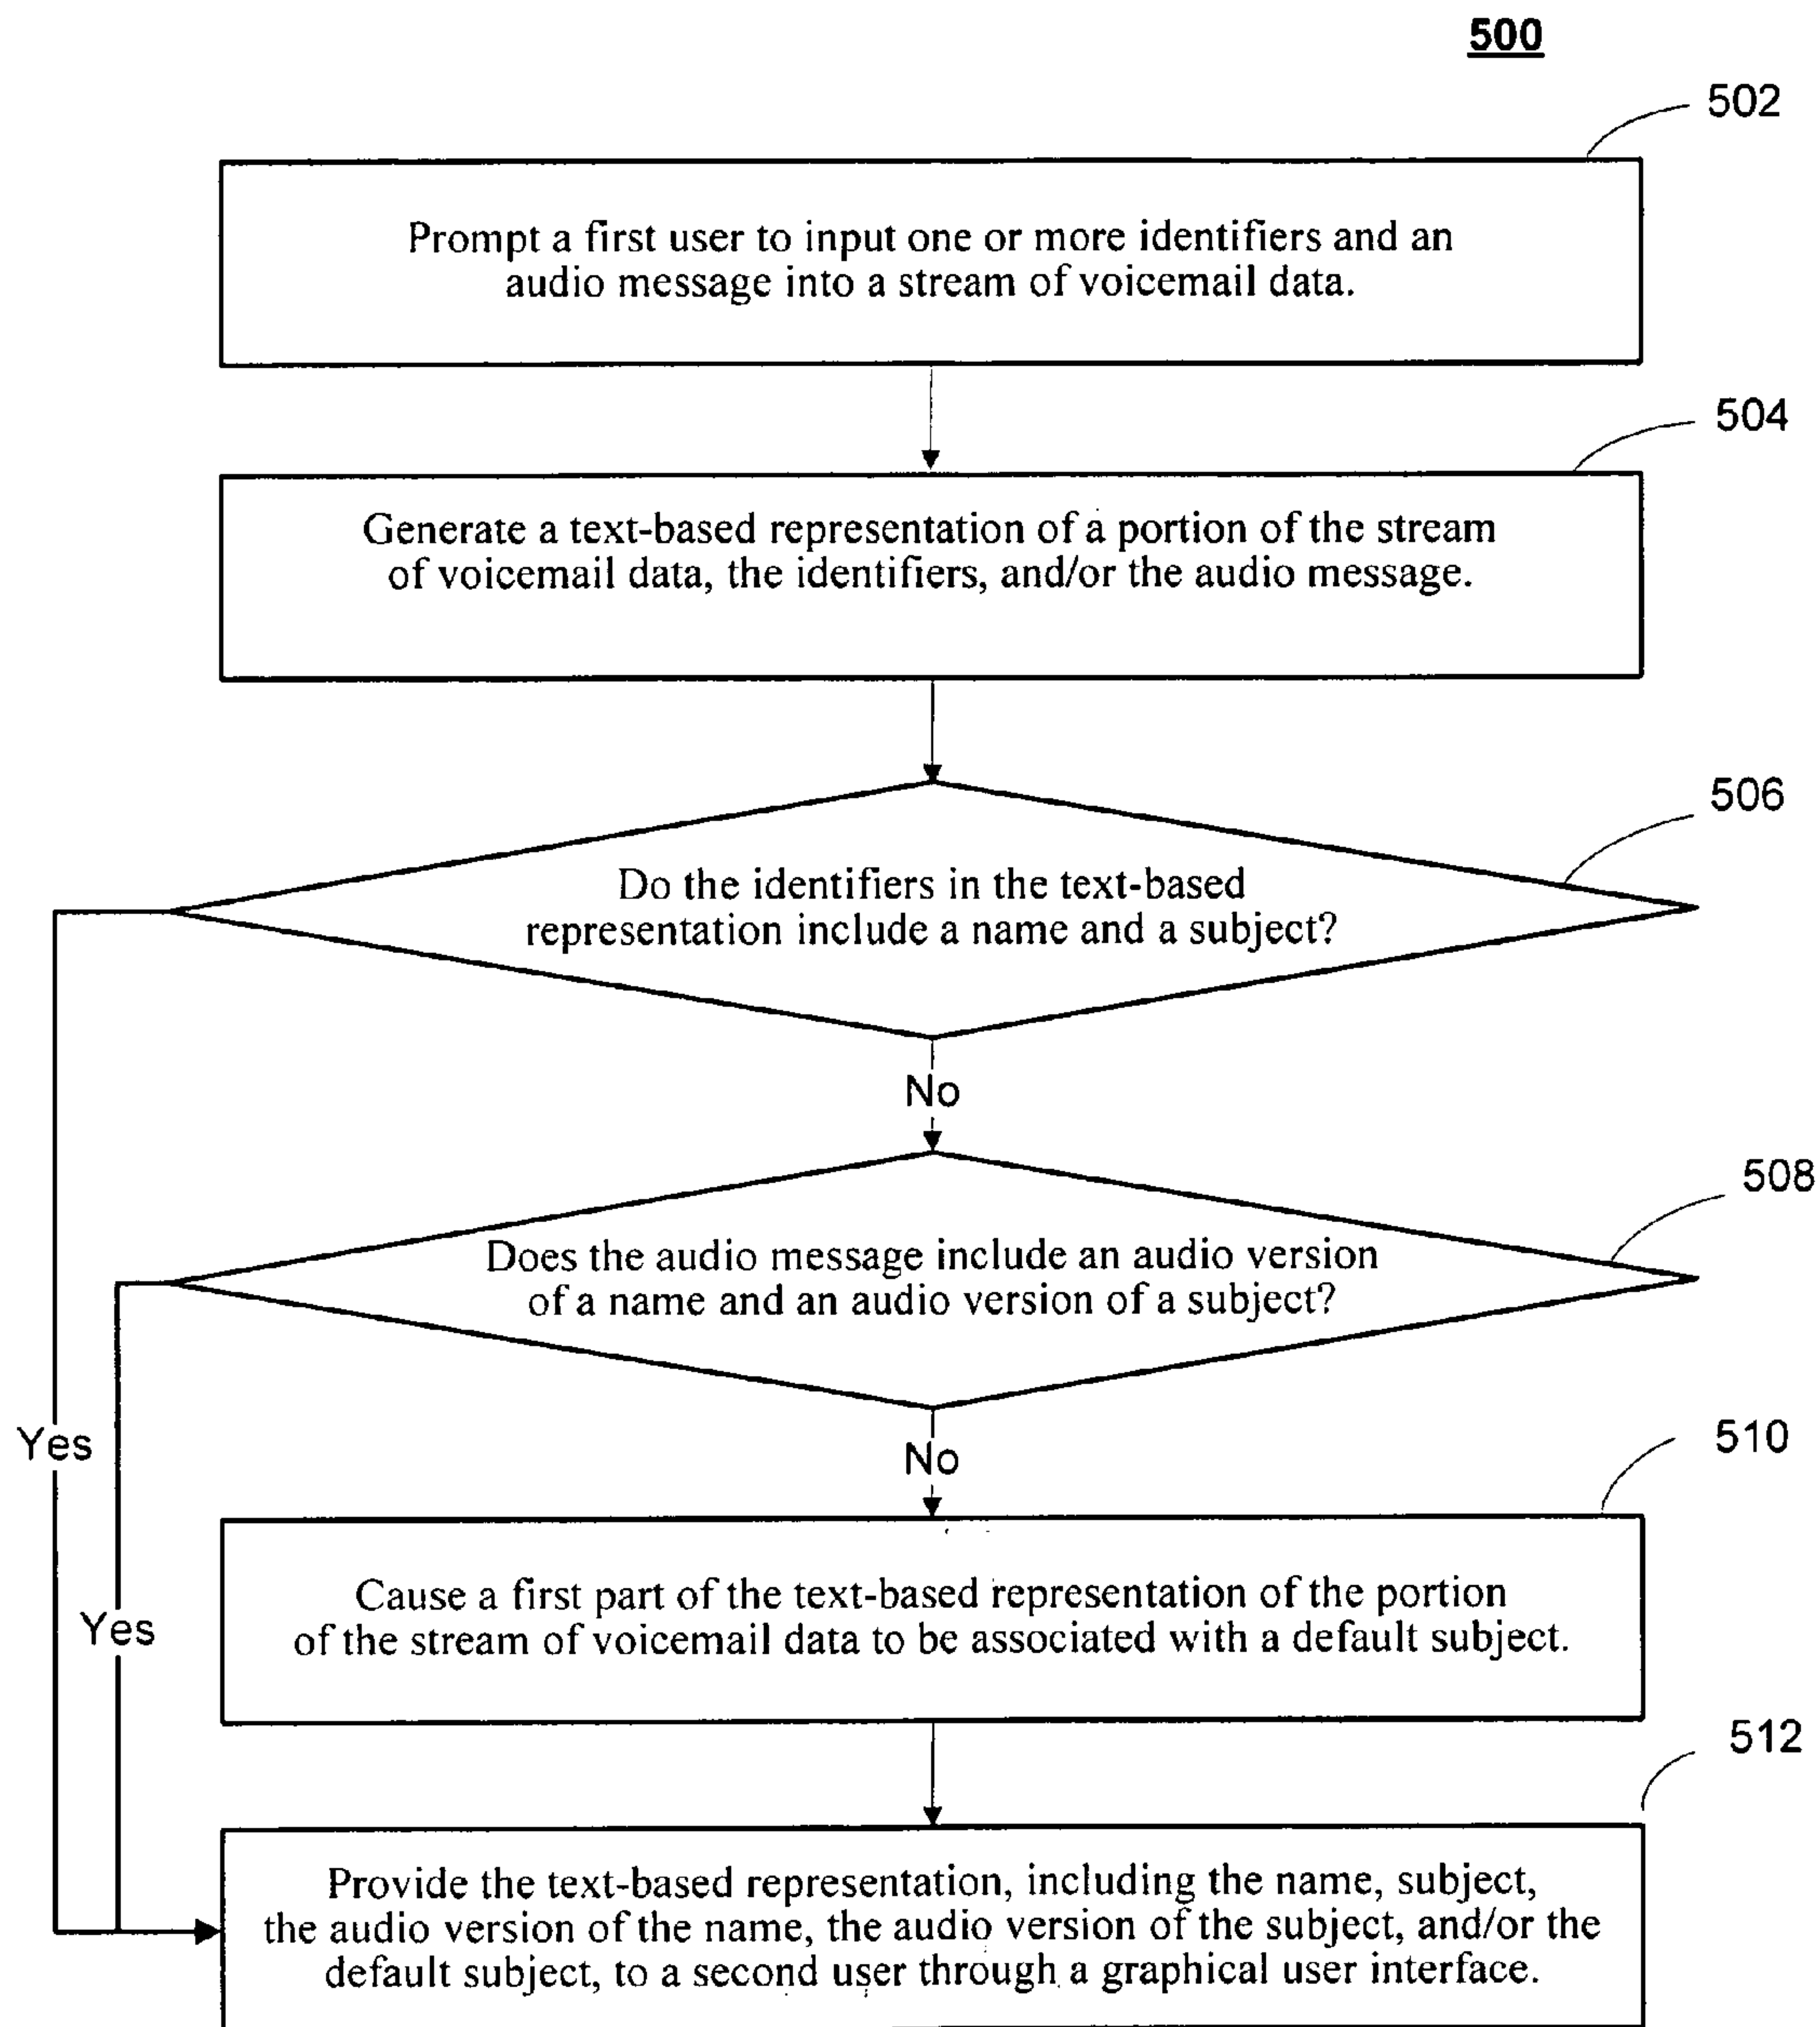 500
502
Prompt a first user to input one or more identifiers and an
audio message into a stream of voicemail data.
504
Generate a text-based representation of a portion of the stream
of voicemail data, the identifiers, and/or the audio message.
506
Do the identifiers in the text-based
representation include a name and a subject?
No
508
Does the audio message include an audio version
of a name and an audio version of a subject?
Yes
No
510
Cause a first part of the text-based representation of the portion
of the stream of voicemail data to be associated with a default subject.
Yes
512
Provide the text-based representation, including the name, subject,
the audio version of the name, the audio version of the subject, and/or the
default subject, to a second user through a graphical user interface.